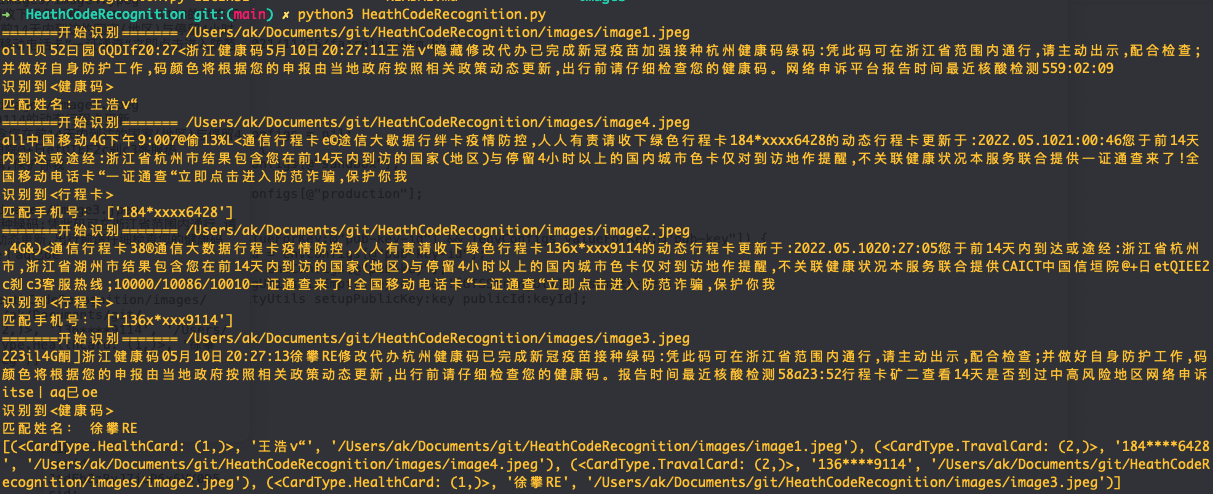 → HeathCodeRecognition git:(main) ✗ python3 HeathCodeRecognition.py
=======开始识别======= /Users/ak/Documents/git/HeathCodeRecognition/images/image1.jpeg
oill贝52曰园GQDIf20:27<浙江健康码5月10日20:27:11王浩v“隐藏修改代办已完成新冠疫苗加强接种杭州健康码绿码:凭此码可在浙江省范围内通行,请主动出示,配合检查;
并做好自身防护工作,码颜色将根据您的申报由当地政府按照相关政策动态更新,出行前请仔细检查您的健康码。网络申诉平台报告时间最近核酸检测559:02:09
识别到<健康码>
匹配姓名： 王浩v“
=======开始识别======= /Users/ak/Documents/git/HeathCodeRecognition/images/image4.jpeg
all中国移动4G下午9:007@偷13%L<通信行程卡e©途信大歇据行绊卡疫情防控,人人有责请收下绿色行程卡184*xxxx6428的动态行程卡更新于:2022.05.1021:00:46您于前14天
内到达或途经:浙江省杭州市结果包含您在前14天内到访的国家(地区)与停留4小时以上的国内城市色卡仅对到访地作提醒,不关联健康状况本服务联合提供一证通查来了!全
国移动电话卡“一证通查“立即点击进入防范诈骗,保护你我
识别到<行程卡>
匹配手机号： ['184*xxxx6428']
=======开始识别======= /Users/ak/Documents/git/HeathCodeRecognition/images/image2.jpeg
,4G&)<通信行程卡38@通信大数据行程卡疫情防控,人人有责请收下绿色行程卡136x*xxx9114的动态行程卡更新于:2022.05.1020:27:05您于前14天内到达或途经:浙江省杭州
市,浙江省湖州市结果包含您在前14天内到访的国家(地区)与停留4小时以上的国内城市色卡仅对到访地作提醒,不关联健康状况本服务联合提供CAICT中国信垣院@+日etQIEE2
c刹c3客服热线;10000/10086/10010一证通查来了!全国移动电话卡“一证通查“立即点击进入防范诈骗,保护你我
识别到<行程卡>
匹配手机号： ['136x*xxx9114']
=======开始识别======= /Users/ak/Documents/git/HeathCodeRecognition/images/image3.jpeg
223il4G酮]浙江健康码05月10日20:27:13徐攀RE修改代办杭州健康码已完成新冠疫苗接种绿码:凭此码可在浙江省范围内通行,请主动出示,配合检查;并做好自身防护工作,码
颜色将根据您的申报由当地政府按照相关政策动态更新,出行前请仔细检查您的健康码。报告时间最近核酸检测58a23:52行程卡矿二查看14天是否到过中高风险地区网络申诉
itse|aq巳oe
识别到<健康码>
匹配姓名： 徐攀RE
[(<CardType.HealthCard: (1,)>, '王浩v“', '/Users/ak/Documents/git/HeathCodeRecognition/images/image1.jpeg'), (<CardType.TravalCard: (2,)>, '184****6428
', '/Users/ak/Documents/git/HeathCodeRecognition/images/image4.jpeg'), (<CardType.TravalCard: (2,)>, '136****9114', '/Users/ak/Documents/git/HeathCodeR
ecognition/images/image2.jpeg'), (<CardType.HealthCard: (1,)>, '徐攀RE', '/Users/ak/Documents/git/HeathCodeRecognition/images/image3.jpeg')]